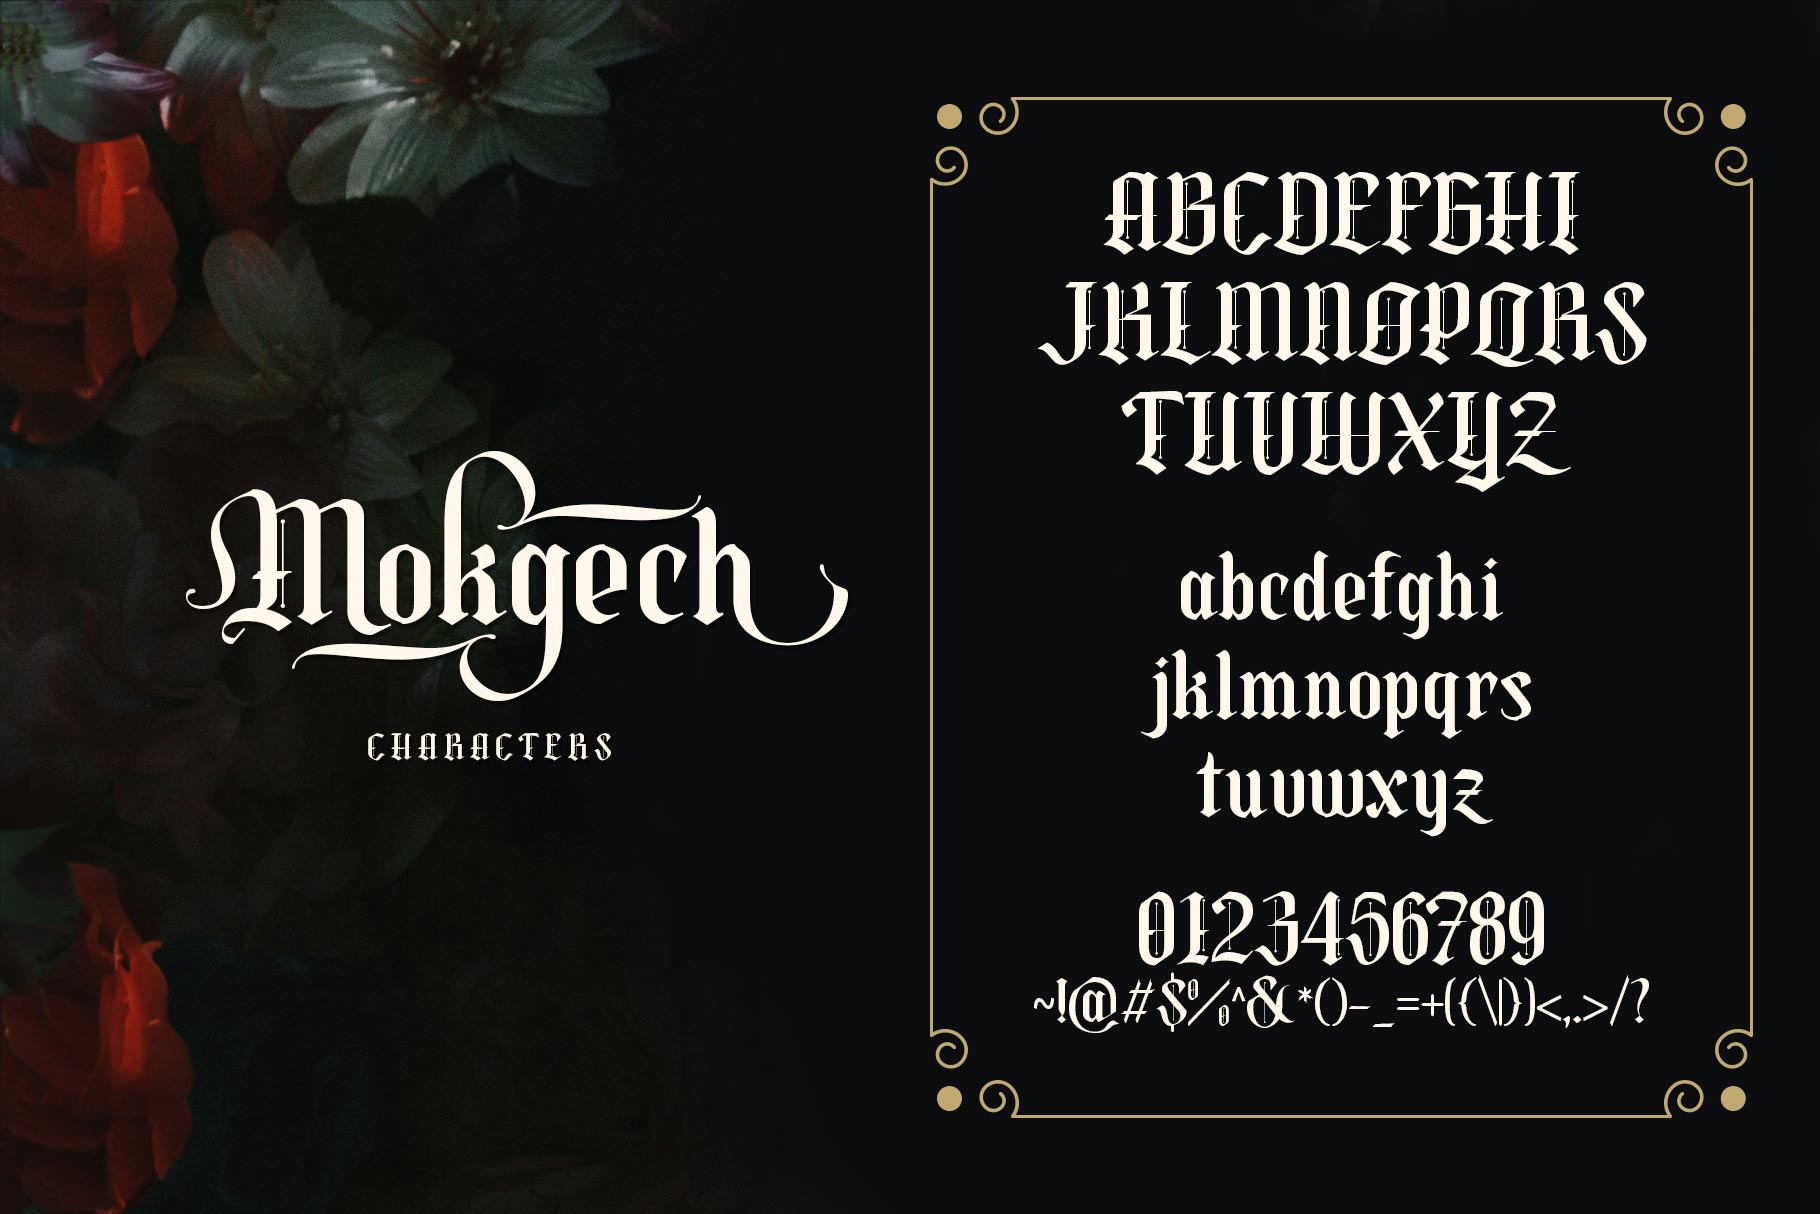 Mokgech
CHARACTERS
ABCDEFGHI
JKLMNOPQRS
TUVWXYZ
abcdefghi
jklmnopqrs
tuvwxyz
0123456789
~!@#$%^&*()-_=+{(\|)}<,.>/?